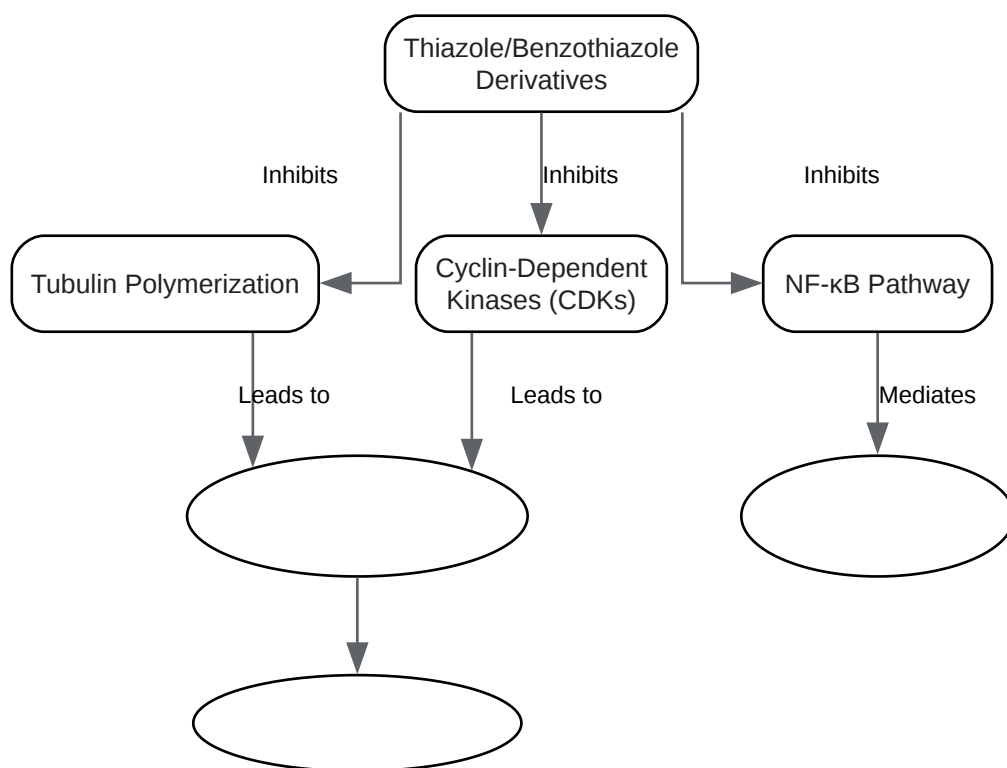 Thiazole/Benzothiazole
Derivatives
Inhibits
Inhibits
Inhibits
Tubulin Polymerization
Cyclin-Dependent
Kinases (CDKs)
NF-κB Pathway
Leads to
Leads to
Mediates